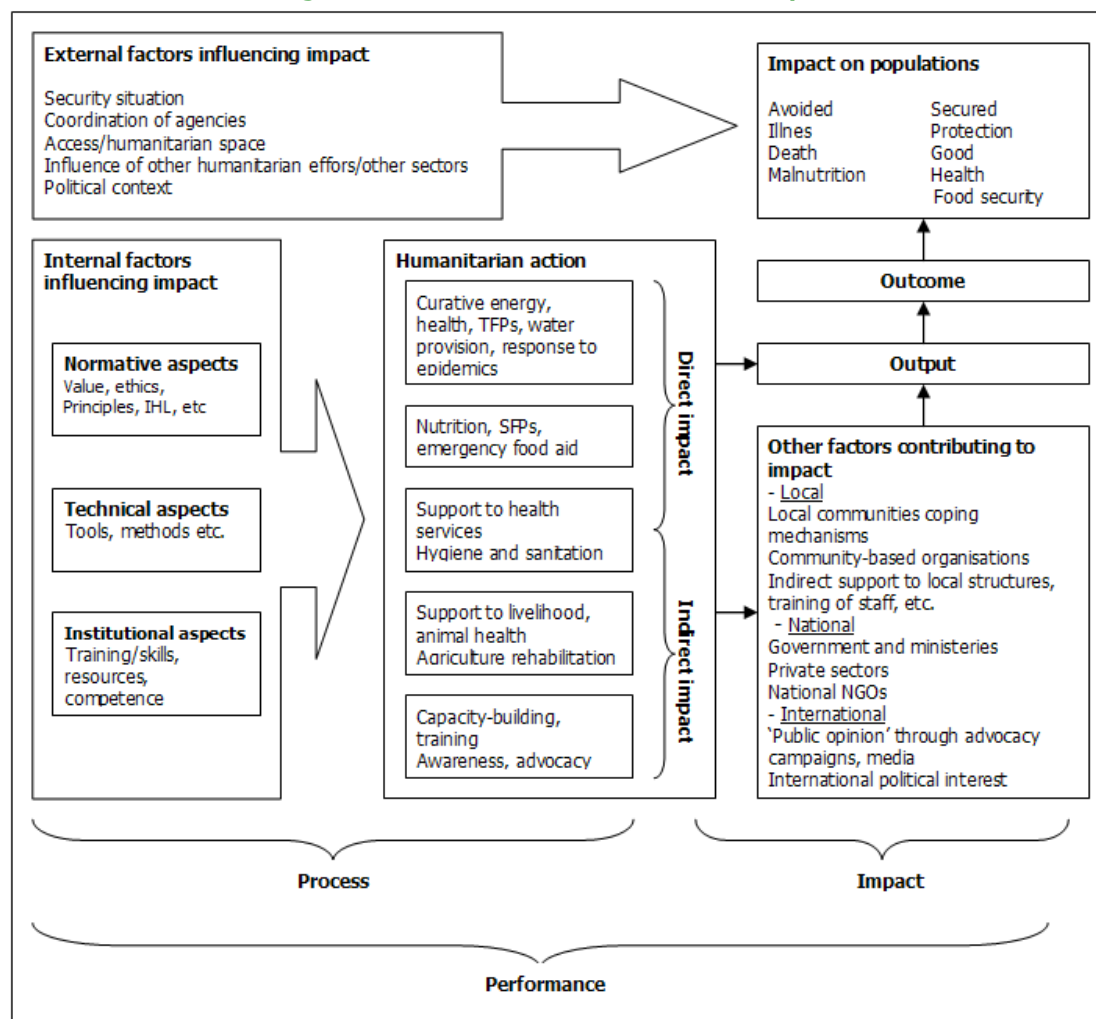 External factors influencing impact
Security situation
Coordination of agencies
Access/humanitarian space
Influence of other humanitarian effors/other sectors
Political context
Impact on populations
Avoided
Illnes
Death
Malnutrition
Secured
Protection
Good
Health
Food security
Internal factors
influencing impact
Normative aspects
Value, ethics,
Principles, IHL, etc
Technical aspects
Tools, methods etc.
Institutional aspects
Training/skills,
resources,
competence
Humanitarian action
Curative energy,
health, TFPs, water
provision, response to
epidemics
Nutrition, SFPs,
emergency food aid
Support to health
services
Hygiene and sanitation
Support to livelihood,
animal health
Agriculture rehabilitation
Capacity-building,
training
Awareness, advocacy
Direct impact
Indirect impact
Outcome
Output
Other factors contributing to
impact
- Local
Local communities coping
mechanisms
Community-based organisations
Indirect support to local structures,
training of staff, etc.
- National
Government and ministeries
Private sectors
National NGOs
- International
‘Public opinion’ through advocacy
campaigns, media
International political interest
Process
Impact
Performance